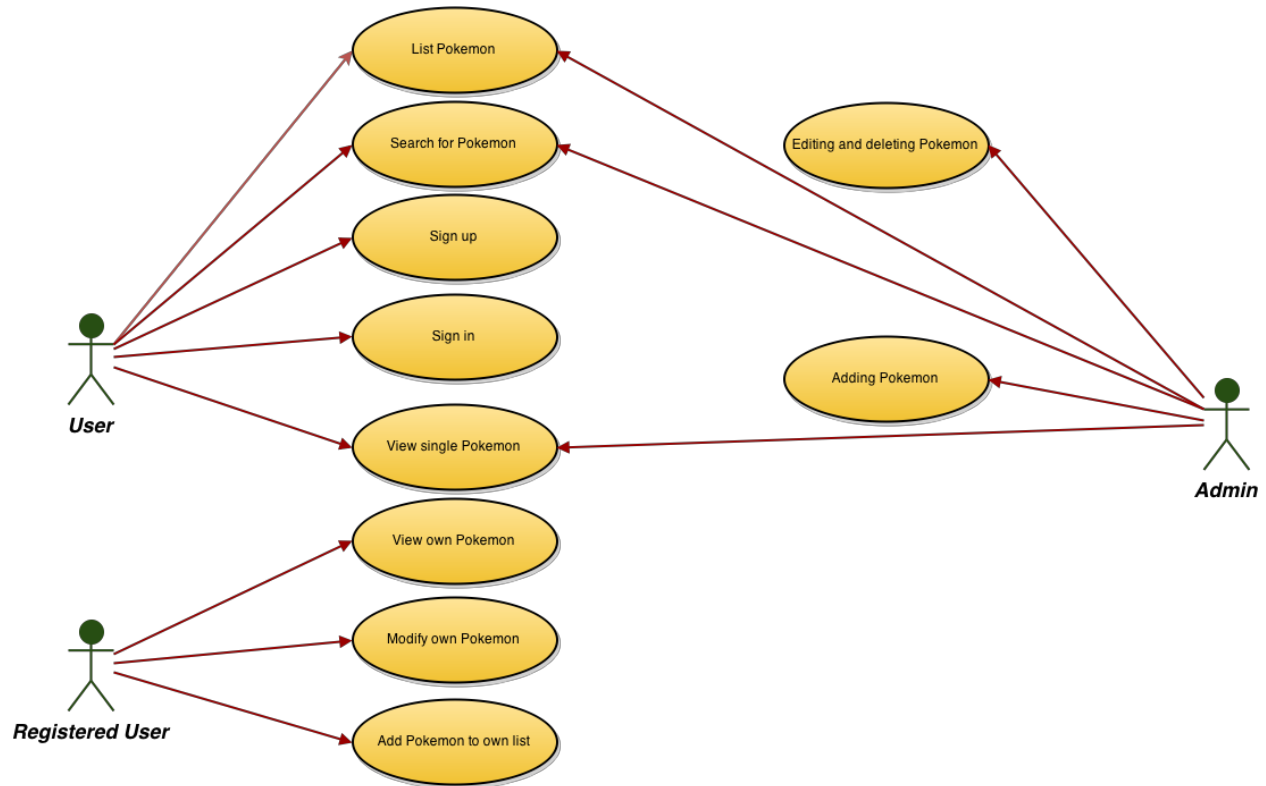 List Pokemon
Search for Pokemon
Editing and deleting Pokemon
Sign up
Sign in
Adding Pokemon
User
View single Pokemon
Admin
View own Pokemon
Modify own Pokemon
Registered User
Add Pokemon to own list